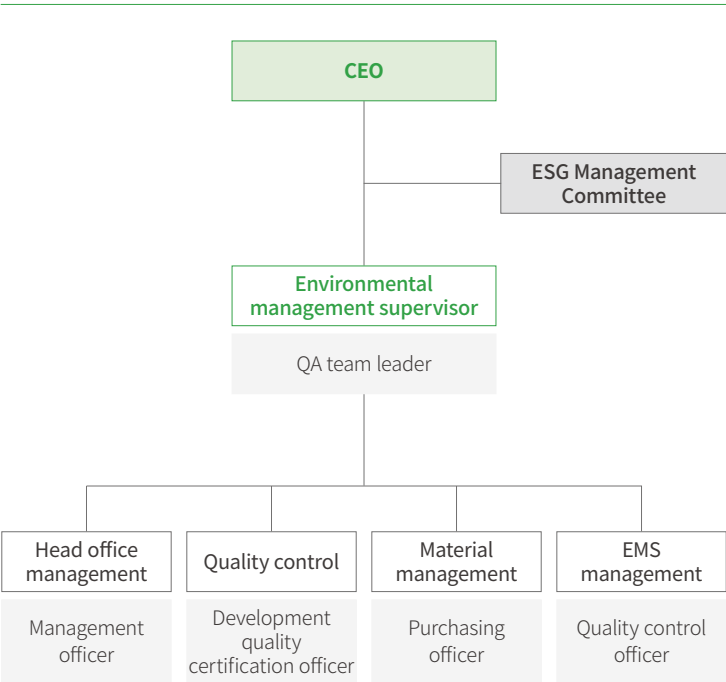 CEO
ESG Management
Committee
Environmental
management supervisor
QA team leader
Head office
management
Quality control
Material
management
EMS
management
Management
officer
Development
quality
certification officer
Purchasing
officer
Quality control
officer